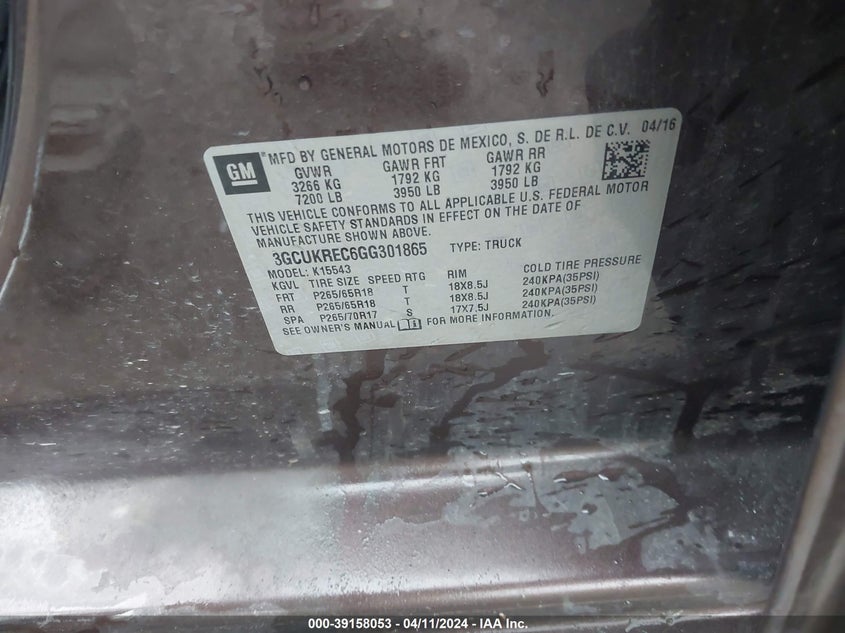 GM
MFD BY GENERAL MOTORS DE MEXICO, S. DE R.L. DE C.V. 04/16
GVWR GAWR FRT GAWR RR
3266 KG 1792 KG 1792 KG
7200 LB 3950 LB 3950 LB
THIS VEHICLE CONFORMS TO ALL APPLICABLE U.S. FEDERAL MOTOR
VEHICLE SAFETY STANDARDS IN EFFECT ON THE DATE OF
MANUFACTURE SHOWN ABOVE.
3GCUKREC6GG301865 TYPE: TRUCK
MODEL: K15543
KGVL TIRE SIZE SPEED RTG RIM COLD TIRE PRESSURE
FRT P265/65R18 T 18X8.5J 240KPA(35PSI)
RR P265/65R18 T 18X8.5J 240KPA(35PSI)
SPA P265/70R17 S 17X7.5J 240KPA(35PSI)
SEE OWNER'S MANUAL FOR MORE INFORMATION.
000-39158053 - 04/11/2024 - IAA Inc.